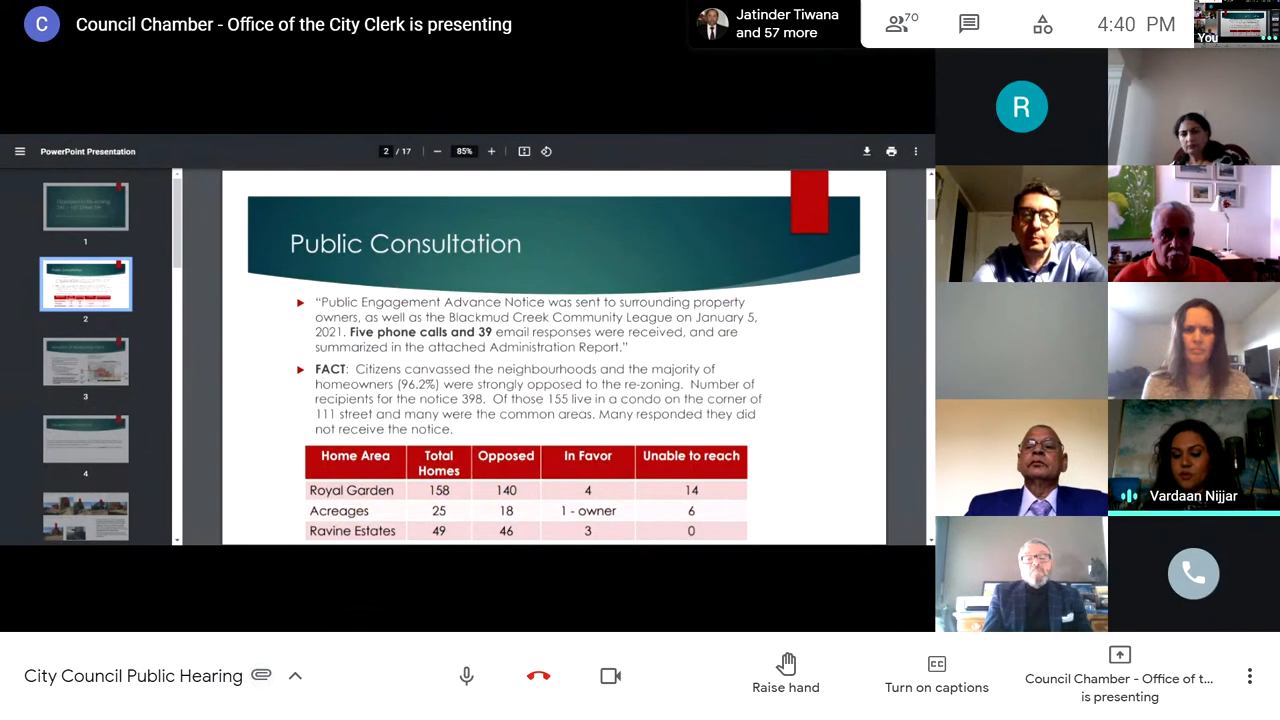 C
Council Chamber - Office of the City Clerk is presenting
Jatinder Tiwana
and 57 more
70
4:40 PM
You
PowerPoint Presentation
2 / 17
85%
Public Consultation
"Public Engagement Advance Notice was sent to surrounding property
owners, as well as the Blackmud Creek Community League on January 5,
2021. Five phone calls and 39 email responses were received, and are
summarized in the attached Administration Report."
FACT: Citizens canvassed the neighbourhoods and the majority of
homeowners (96.2%) were strongly opposed to the re-zoning. Number of
recipients for the notice 398. Of those 155 live in a condo on the corner of
111 street and many were the common areas. Many responded they did
not receive the notice.
Home Area Total Homes Opposed In Favor Unable to reach
Royal Garden 158 140 4 14
Acreages 25 18 1 - owner 6
Ravine Estates 49 46 3 0
1
2
3
4
R
Vardaan Nijjar
City Council Public Hearing
Raise hand
Turn on captions
Council Chamber - Office of t...
is presenting